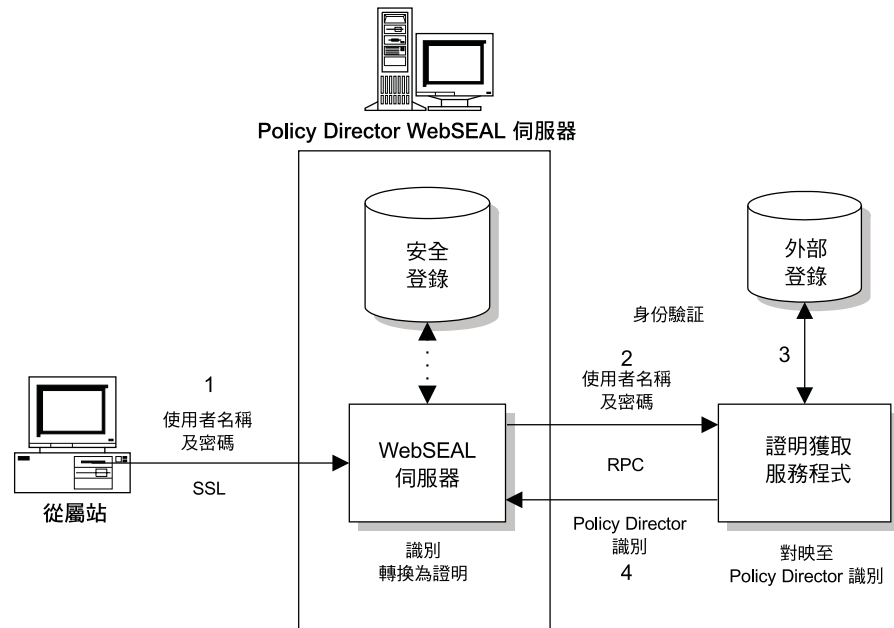 Policy Director WebSEAL 伺服器
安全
登錄
外部
登錄
身份驗証
1
使用者名稱
及密碼
SSL
從屬站
2
使用者名稱
及密碼
3
WebSEAL
伺服器
RPC
證明獲取
服務程式
Policy Director
識別
4
識別
轉換為證明
對映至
Policy Director 識別